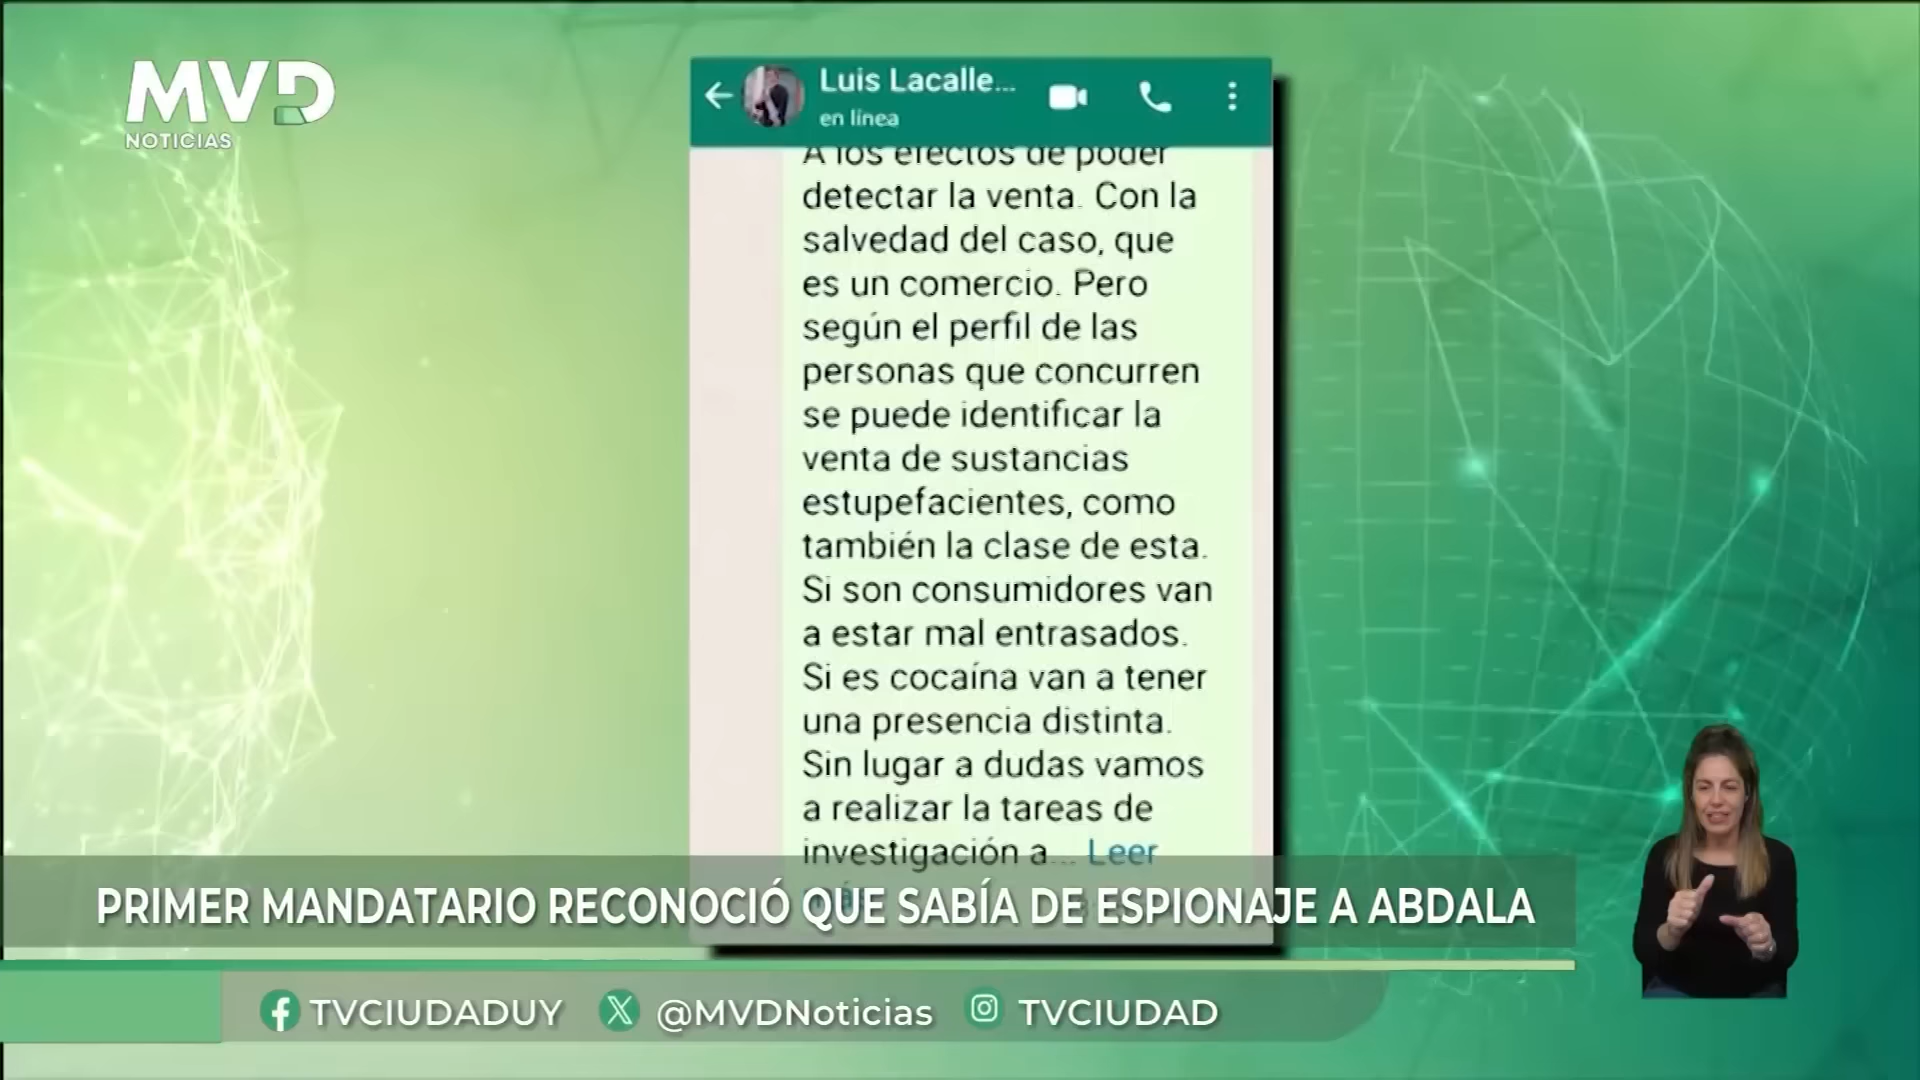 MVD
NOTICIAS
Luis Lacalle...
en línea
A los efectos de poder
detectar la venta. Con la
salvedad del caso, que
es un comercio. Pero
según el perfil de las
personas que concurren
se puede identificar la
venta de sustancias
estupefacientes, como
también la clase de esta.
Si son consumidores van
a estar mal entrasados.
Si es cocaína van a tener
una presencia distinta.
Sin lugar a dudas vamos
a realizar la tareas de
investigación a... Leer
PRIMER MANDATARIO RECONOCIÓ QUE SABÍA DE ESPIONAJE A ABDALA
TVCIUDADUY @MVDNoticias TVCIUDAD